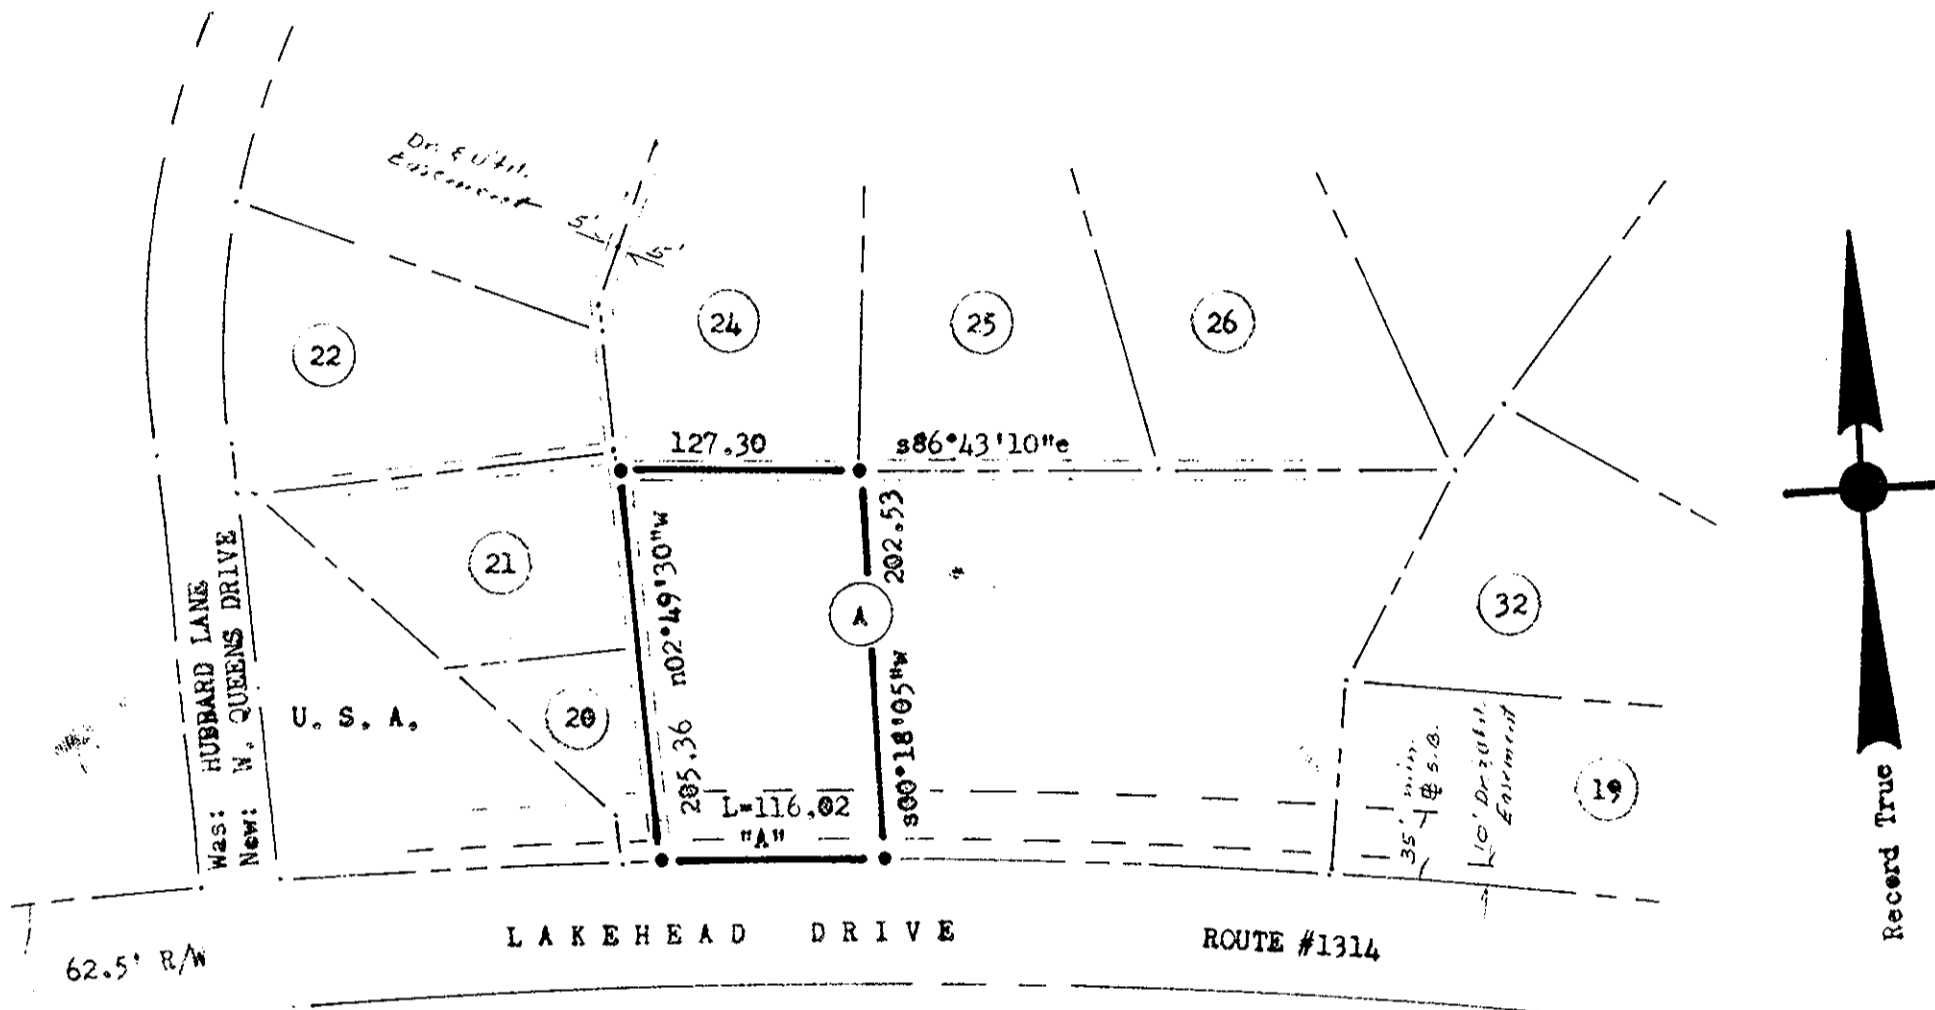 Dr. & Util.
Easement
5'
5'
24
25
26
22
127.30 s86°43'10"e
202.53
n02°49'30"w
21
A
32
Was: HUBBARD LANE
New: W. QUEENS DRIVE
U. S. A.
20
205.36
s00°18'05"w
L=116.02
"A"
35' min.
S.B.
10' Dr. & Util.
Easement
19
Record True
LAKEHEAD DRIVE
ROUTE #1314
62.5' R/W